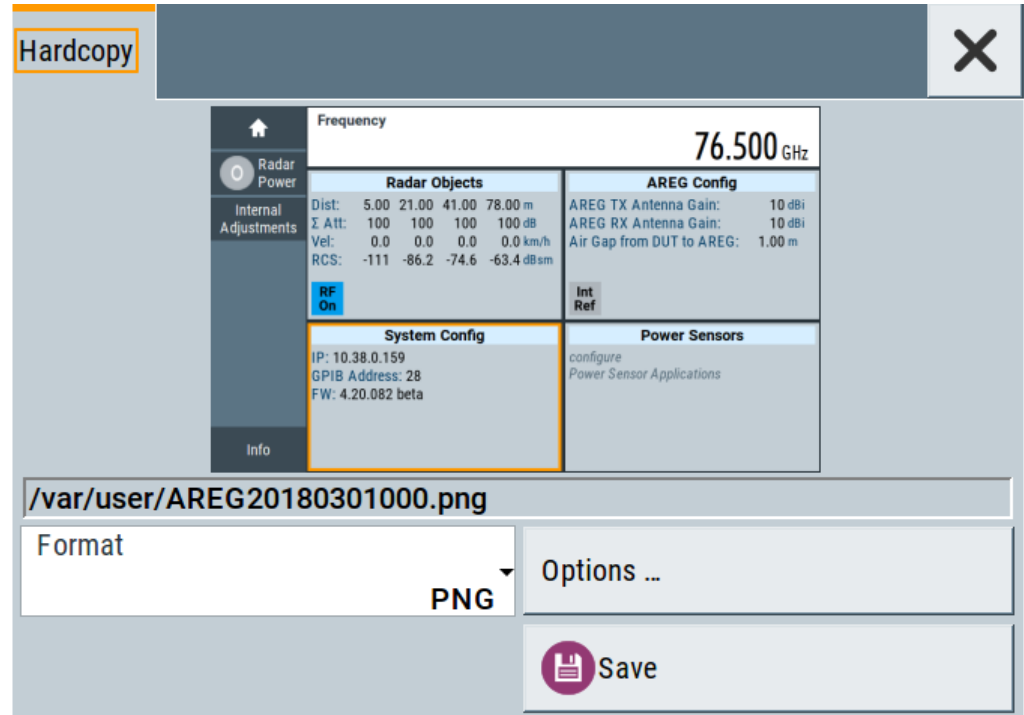 Hardcopy
Frequency
76.500 GHz
Radar Power
Internal Adjustments
Info
Radar Objects
Dist: 5.00 21.00 41.00 78.00 m
Σ Att: 100 100 100 100 dB
Vel: 0.0 0.0 0.0 0.0 km/h
RCS: -111 -86.2 -74.6 -63.4 dBsm
RF
On
AREG Config
AREG TX Antenna Gain: 10 dBi
AREG RX Antenna Gain: 10 dBi
Air Gap from DUT to AREG: 1.00 m
Int
Ref
System Config
IP: 10.38.0.159
GPIB Address: 28
FW: 4.20.082 beta
Power Sensors
configure
Power Sensor Applications
/var/user/AREG20180301000.png
Format
PNG
Options ...
Save